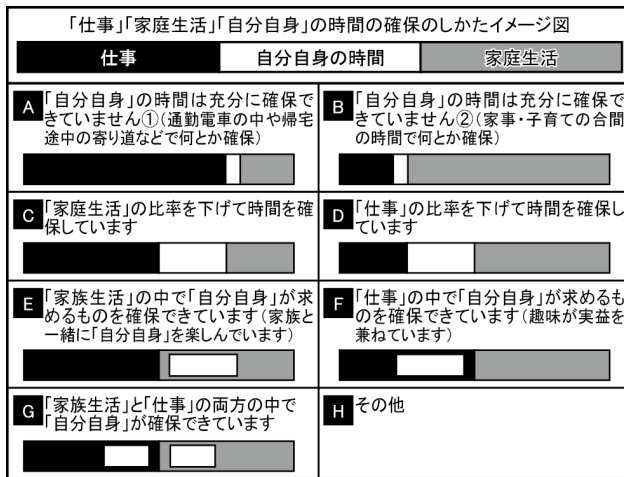 「仕事」「家庭生活」「自分自身」の時間の確保のしかたイメージ図
仕事 自分自身の時間 家庭生活
A 「自分自身」の時間は充分に確保で
きていません①(通勤電車の中や帰宅
途中の寄り道などで何とか確保)
B 「自分自身」の時間は充分に確保で
きていません②(家事・子育ての合間
の時間で何とか確保)
C 「家庭生活」の比率を下げて時間を確
保しています
D 「仕事」の比率を下げて時間を確保し
ています
E 「家族生活」の中で「自分自身」が求
めるものを確保できています(家族と
一緒に「自分自身」を楽しんでいます)
F 「仕事」の中で「自分自身」が求めるも
のを確保できています(趣味が実益を
兼ねています)
G 「家族生活」と「仕事」の両方の中で
「自分自身」が確保できています
H その他